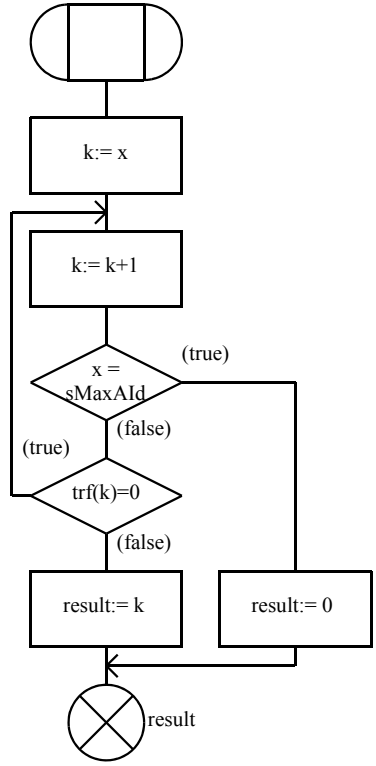 k:= x
k:= k+1
(true)
x =
sMaxAId
(false)
(true)
trf(k)=0
(false)
result:= k
result:= 0
result